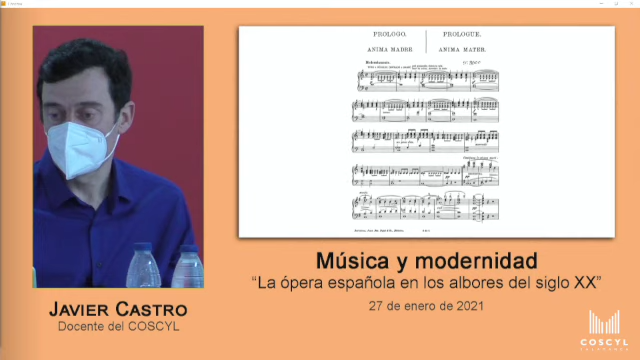 PROLOGO.
PROLOGUE.
ANIMA MADRE
ANIMA MATER.
Música y modernidad
“La ópera española en los albores del siglo XX”
27 de enero de 2021
JAVIER CASTRO
Docente del COSCYL
COSCYL
SALAMANCA